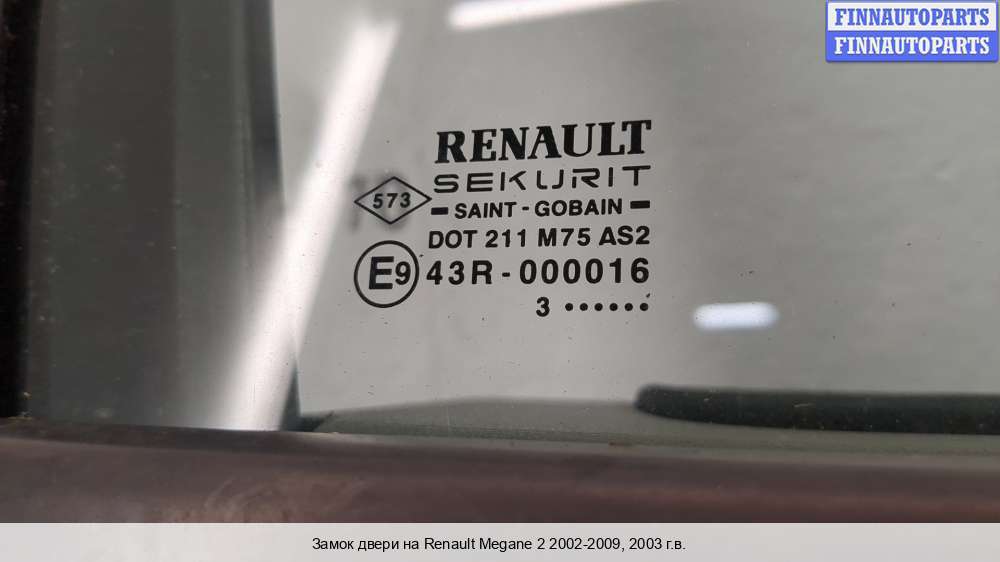 FINNAUTOPARTS
FINNAUTOPARTS
RENAULT
SEKURIT
573
SAINT-GOBAIN
DOT 211 M75 AS2
E9 43R-000016
3 ••••••
Замок двери на Renault Megane 2 2002-2009, 2003 г.в.